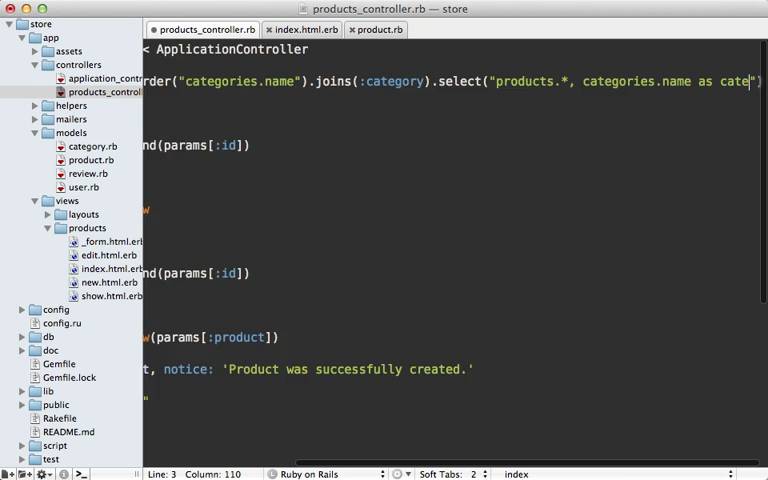 products_controller.rb — store
store
app
assets
controllers
application_contr
products_control
helpers
mailers
models
category.rb
product.rb
review.rb
user.rb
views
layouts
products
_form.html.erb
edit.html.erb
index.html.erb
new.html.erb
show.html.erb
config
config.ru
db
doc
Gemfile
Gemfile.lock
lib
public
Rakefile
README.md
script
test
products_controller.rb index.html.erb product.rb
< ApplicationController
rder("categories.name").joins(:category).select("products.*, categories.name as cate")
nd(params[:id])
w
nd(params[:id])
w(params[:product])
t, notice: 'Product was successfully created.'
"
Line: 3 Column: 110 Ruby on Rails Soft Tabs: 2 index